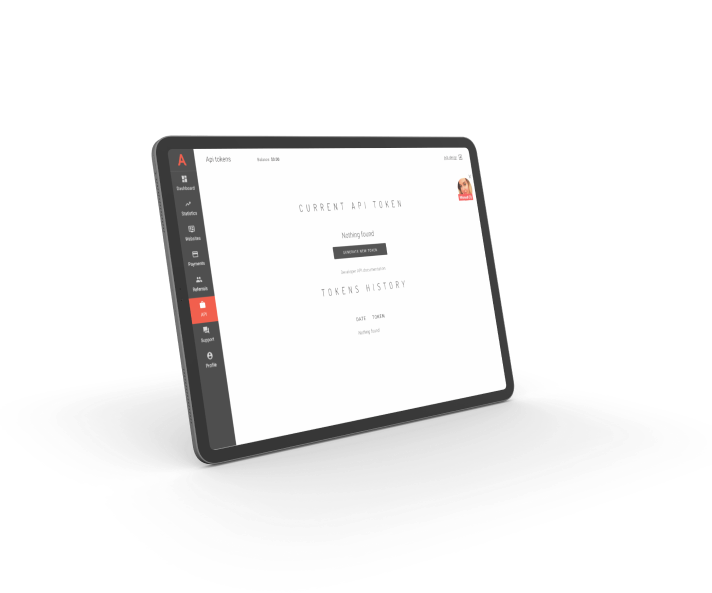 A
Api tokens
Balance $0.00
Dashboard
Statistics
Websites
Payments
Referrals
API
Support
Profile
CURRENT API TOKEN
Nothing found
GENERATE NEW TOKEN
Developer API documentation
TOKENS HISTORY
DATE TOKEN
Nothing found